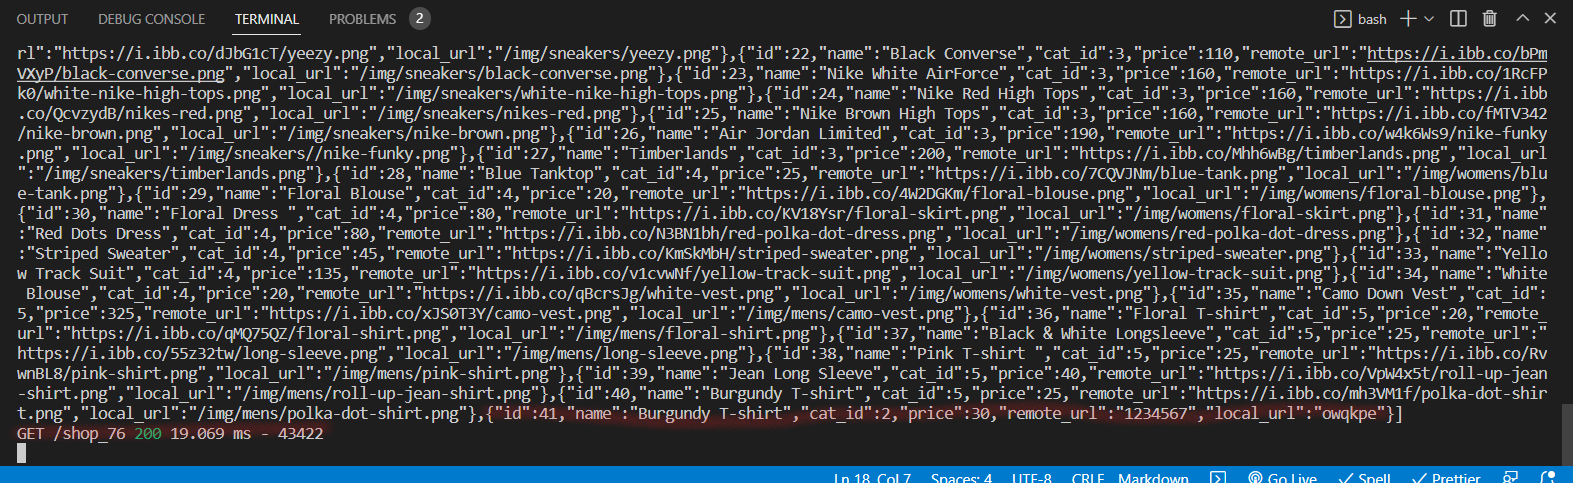 OUTPUT DEBUG CONSOLE TERMINAL PROBLEMS 2 bash
rl":"https://i.ibb.co/dJbG1cT/yeezy.png","local_url":"/img/sneakers/yeezy.png"},{"id":22,"name":"Black Converse","cat_id":3,"price":110,"remote_url":"https://i.ibb.co/bPm
VXyP/black-converse.png","local_url":"/img/sneakers/black-converse.png"},{"id":23,"name":"Nike White AirForce","cat_id":3,"price":160,"remote_url":"https://i.ibb.co/1RcFP
k0/white-nike-high-tops.png","local_url":"/img/sneakers/white-nike-high-tops.png"},{"id":24,"name":"Nike Red High Tops","cat_id":3,"price":160,"remote_url":"https://i.ibb
.co/QcvzydB/nikes-red.png","local_url":"/img/sneakers/nikes-red.png"},{"id":25,"name":"Nike Brown High Tops","cat_id":3,"price":160,"remote_url":"https://i.ibb.co/fMTV342
/nike-brown.png","local_url":"/img/sneakers/nike-brown.png"},{"id":26,"name":"Air Jordan Limited","cat_id":3,"price":190,"remote_url":"https://i.ibb.co/w4k6Ws9/nike-funky
.png","local_url":"/img/sneakers//nike-funky.png"},{"id":27,"name":"Timberlands","cat_id":3,"price":200,"remote_url":"https://i.ibb.co/Mhh6wBg/timberlands.png","local_url
":"/img/sneakers/timberlands.png"},{"id":28,"name":"Blue Tanktop","cat_id":4,"price":25,"remote_url":"https://i.ibb.co/7CQVJNm/blue-tank.png","local_url":"/img/womens/blu
e-tank.png"},{"id":29,"name":"Floral Blouse","cat_id":4,"price":20,"remote_url":"https://i.ibb.co/4W2DGKm/floral-blouse.png","local_url":"/img/womens/floral-blouse.png"},
{"id":30,"name":"Floral Dress ","cat_id":4,"price":80,"remote_url":"https://i.ibb.co/KV18Ysr/floral-skirt.png","local_url":"/img/womens/floral-skirt.png"},{"id":31,"name"
:"Red Dots Dress","cat_id":4,"price":80,"remote_url":"https://i.ibb.co/N3BN1bh/red-polka-dot-dress.png","local_url":"/img/womens/red-polka-dot-dress.png"},{"id":32,"name"
:"Striped Sweater","cat_id":4,"price":45,"remote_url":"https://i.ibb.co/KmSkMbH/striped-sweater.png","local_url":"/img/womens/striped-sweater.png"},{"id":33,"name":"Yello
w Track Suit","cat_id":4,"price":135,"remote_url":"https://i.ibb.co/v1cvwNf/yellow-track-suit.png","local_url":"/img/womens/yellow-track-suit.png"},{"id":34,"name":"White
 Blouse","cat_id":4,"price":20,"remote_url":"https://i.ibb.co/qBcrsJg/white-vest.png","local_url":"/img/womens/white-vest.png"},{"id":35,"name":"Camo Down Vest","cat_id":
5,"price":325,"remote_url":"https://i.ibb.co/xJS0T3Y/camo-vest.png","local_url":"/img/mens/camo-vest.png"},{"id":36,"name":"Floral T-shirt","cat_id":5,"price":20,"remote_
url":"https://i.ibb.co/qMQ75QZ/floral-shirt.png","local_url":"/img/mens/floral-shirt.png"},{"id":37,"name":"Black & White Longsleeve","cat_id":5,"price":25,"remote_url":"
https://i.ibb.co/55z32tw/long-sleeve.png","local_url":"/img/mens/long-sleeve.png"},{"id":38,"name":"Pink T-shirt ","cat_id":5,"price":25,"remote_url":"https://i.ibb.co/Rv
wnBL8/pink-shirt.png","local_url":"/img/mens/pink-shirt.png"},{"id":39,"name":"Jean Long Sleeve","cat_id":5,"price":40,"remote_url":"https://i.ibb.co/VpW4x5t/roll-up-jean
-shirt.png","local_url":"/img/mens/roll-up-jean-shirt.png"},{"id":40,"name":"Burgundy T-shirt","cat_id":5,"price":25,"remote_url":"https://i.ibb.co/mh3VM1f/polka-dot-shir
t.png","local_url":"/img/mens/polka-dot-shirt.png"},{"id":41,"name":"Burgundy T-shirt","cat_id":2,"price":30,"remote_url":"1234567","local_url":"owqkpe"}]
GET /shop_76 200 19.069 ms - 43422
Ln 18, Col 7 Spaces: 4 UTF-8 CRLF Markdown Go Live Spell Prettier